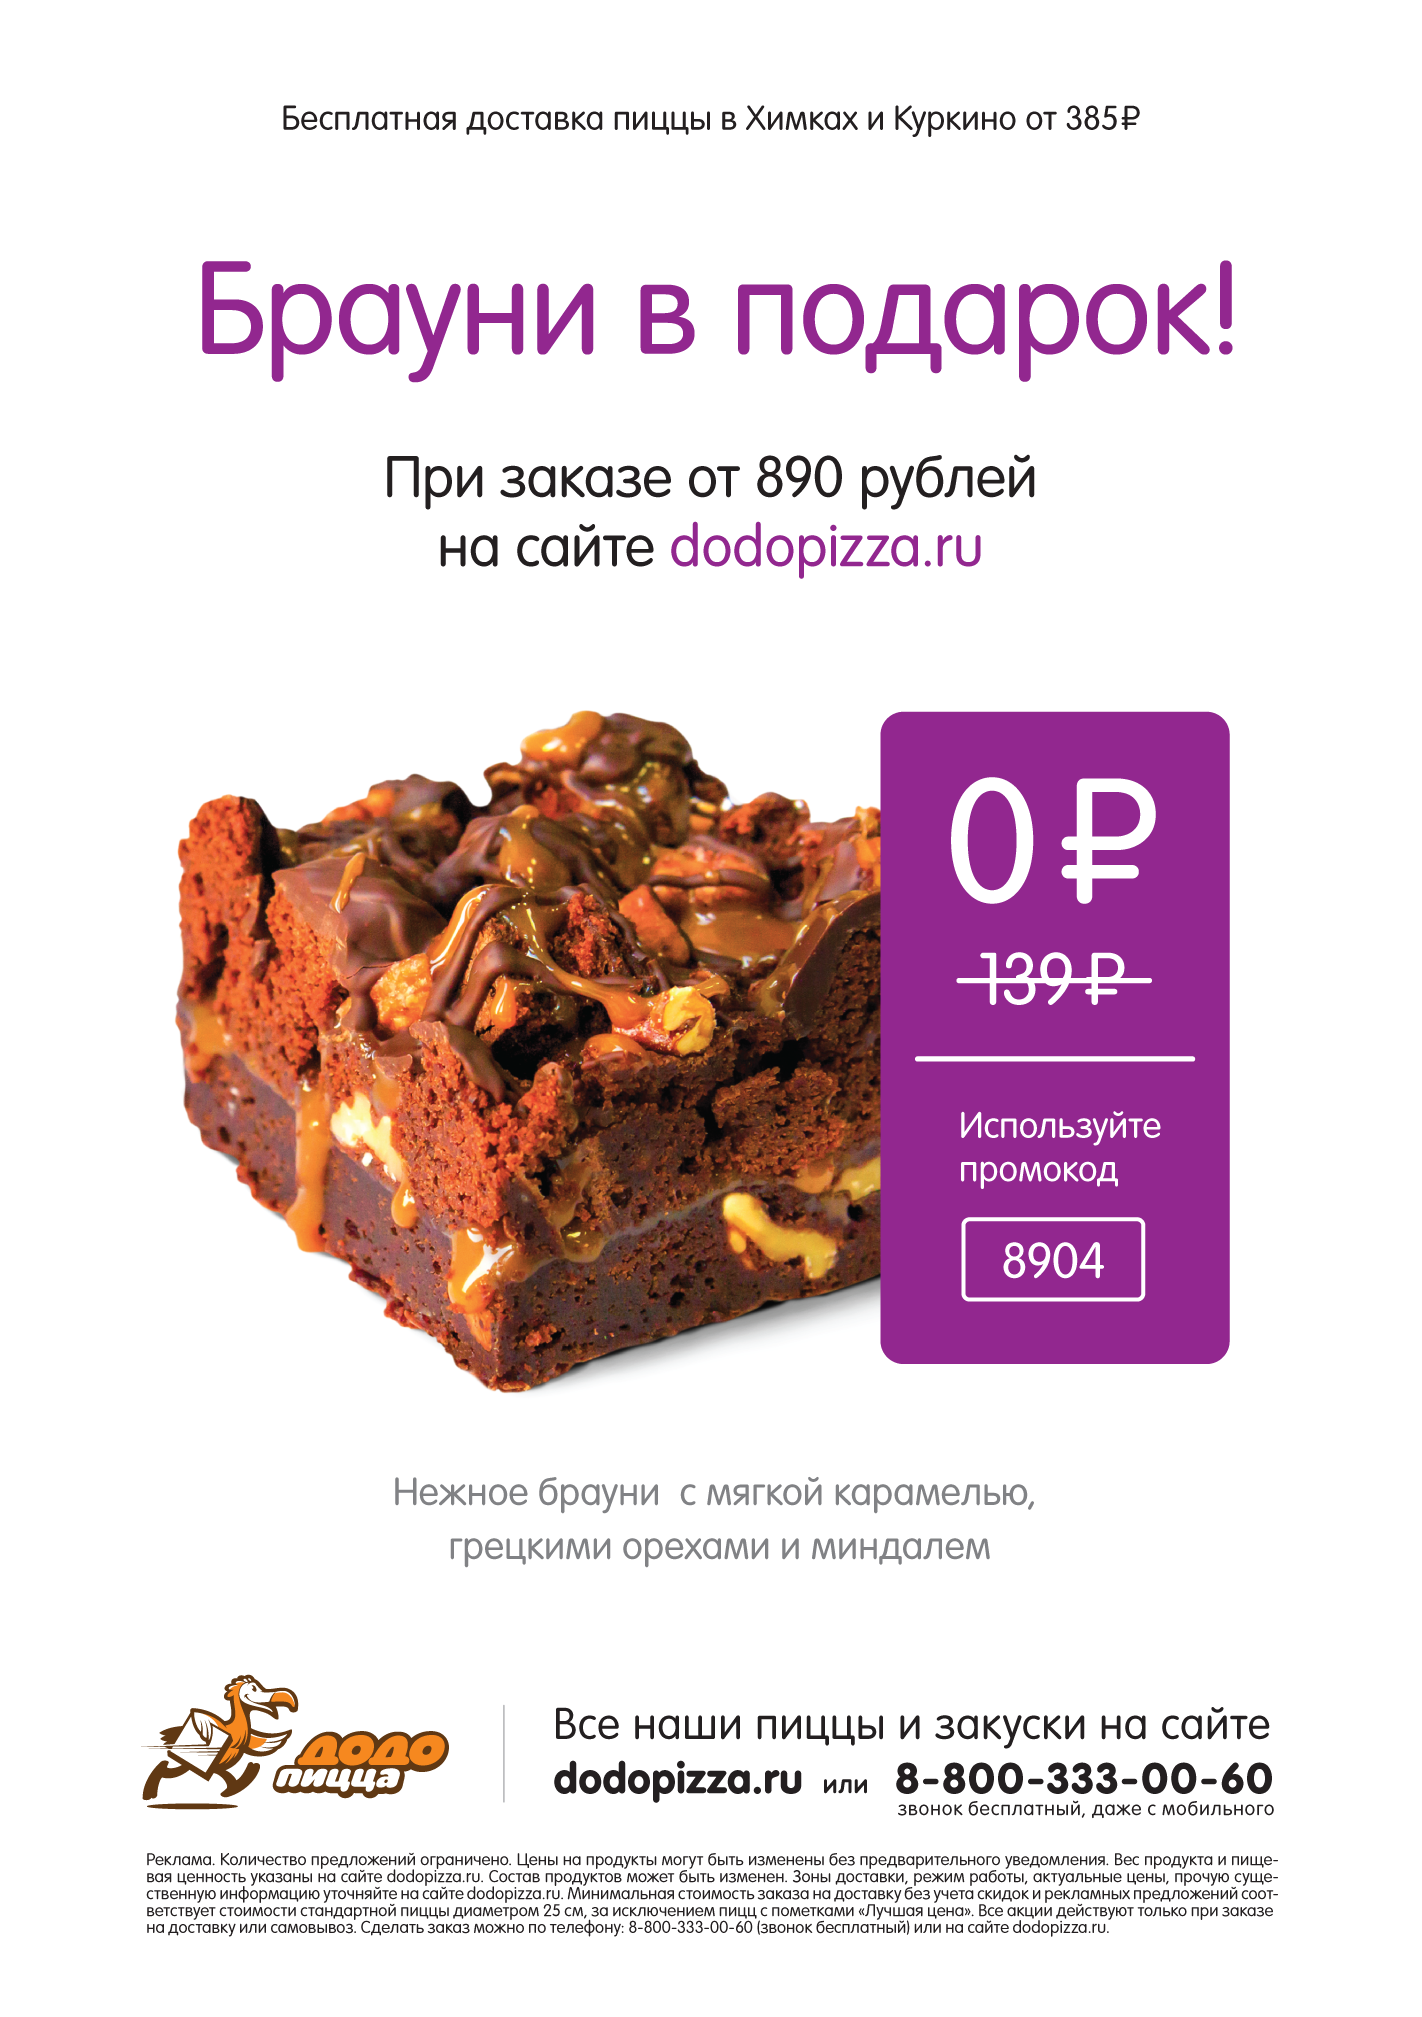 Бесплатная доставка пиццы в Химках и Куркино от 385₽
Брауни в подарок!
При заказе от 890 рублей
на сайте dodopizza.ru
0 ₽
139 ₽
Используйте
промокод
8904
Нежное брауни с мягкой карамелью,
грецкими орехами и миндалем
додо
пицца
Все наши пиццы и закуски на сайте
dodopizza.ru или 8-800-333-00-60
звонок бесплатный, даже с мобильного
Реклама. Количество предложений ограничено. Цены на продукты могут быть изменены без предварительного уведомления. Вес продукта и пище-
вая ценность указаны на сайте dodopizza.ru. Состав продуктов может быть изменен. Зоны доставки, режим работы, актуальные цены, прочую суще-
ственную информацию уточняйте на сайте dodopizza.ru. Минимальная стоимость заказа на доставку без учета скидок и рекламных предложений соот-
ветствует стоимости стандартной пиццы диаметром 25 см, за исключением пицц с пометками «Лучшая цена». Все акции действуют только при заказе
на доставку или самовывоз. Сделать заказ можно по телефону: 8-800-333-00-60 (звонок бесплатный) или на сайте dodopizza.ru.